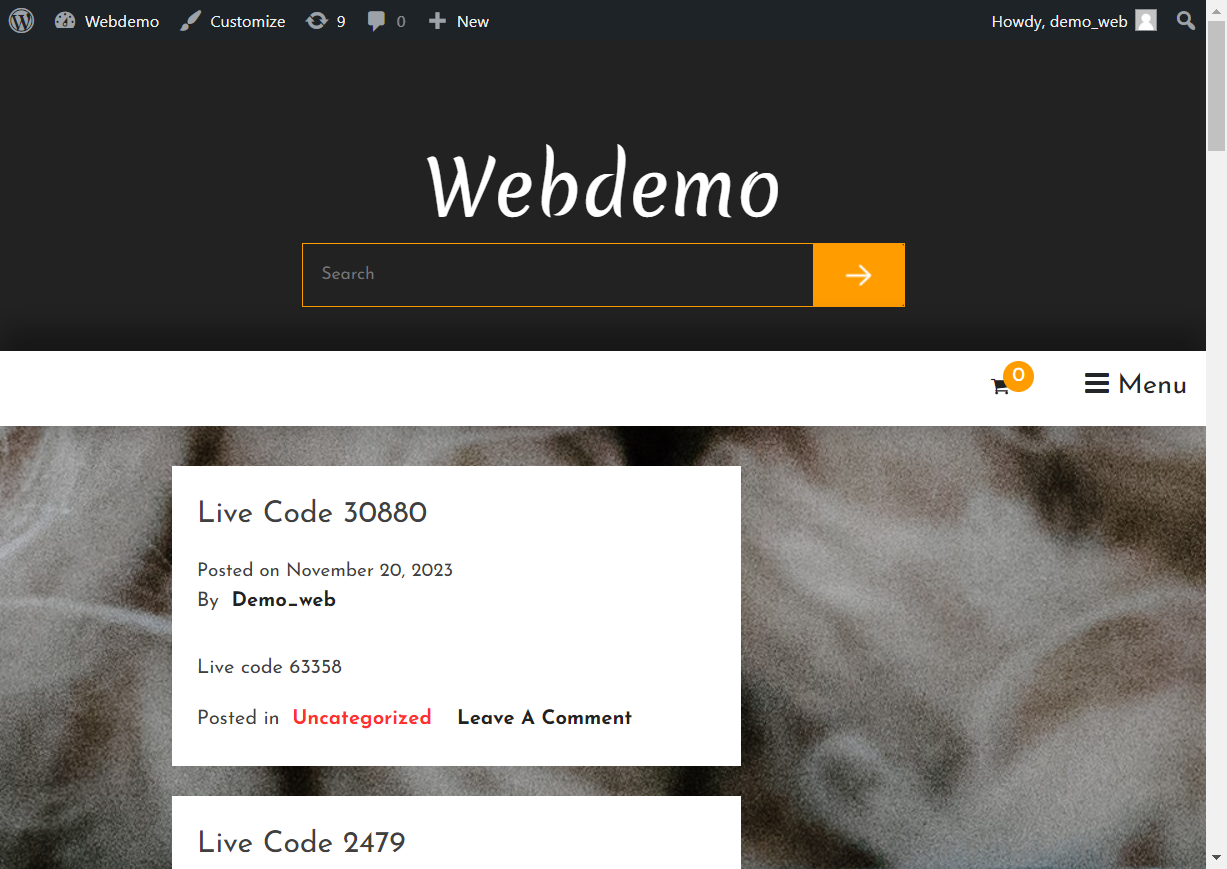 Webdemo Customize 9 0 New Howdy, demo_web
Webdemo
Search
0 Menu
Live Code 30880
Posted on November 20, 2023
By Demo_web
Live code 63358
Posted in Uncategorized Leave A Comment
Live Code 2479